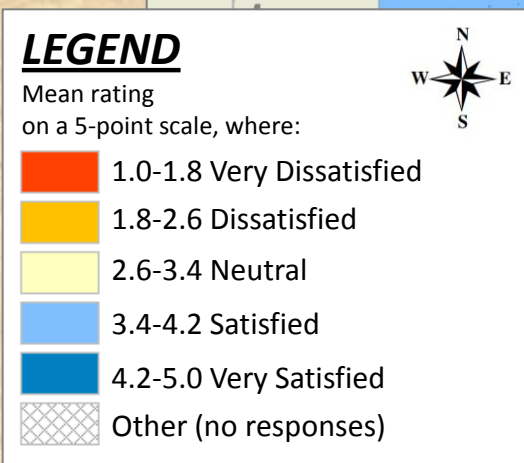 LEGEND
N
W E
S
Mean rating
on a 5-point scale, where:
1.0-1.8 Very Dissatisfied
1.8-2.6 Dissatisfied
2.6-3.4 Neutral
3.4-4.2 Satisfied
4.2-5.0 Very Satisfied
Other (no responses)